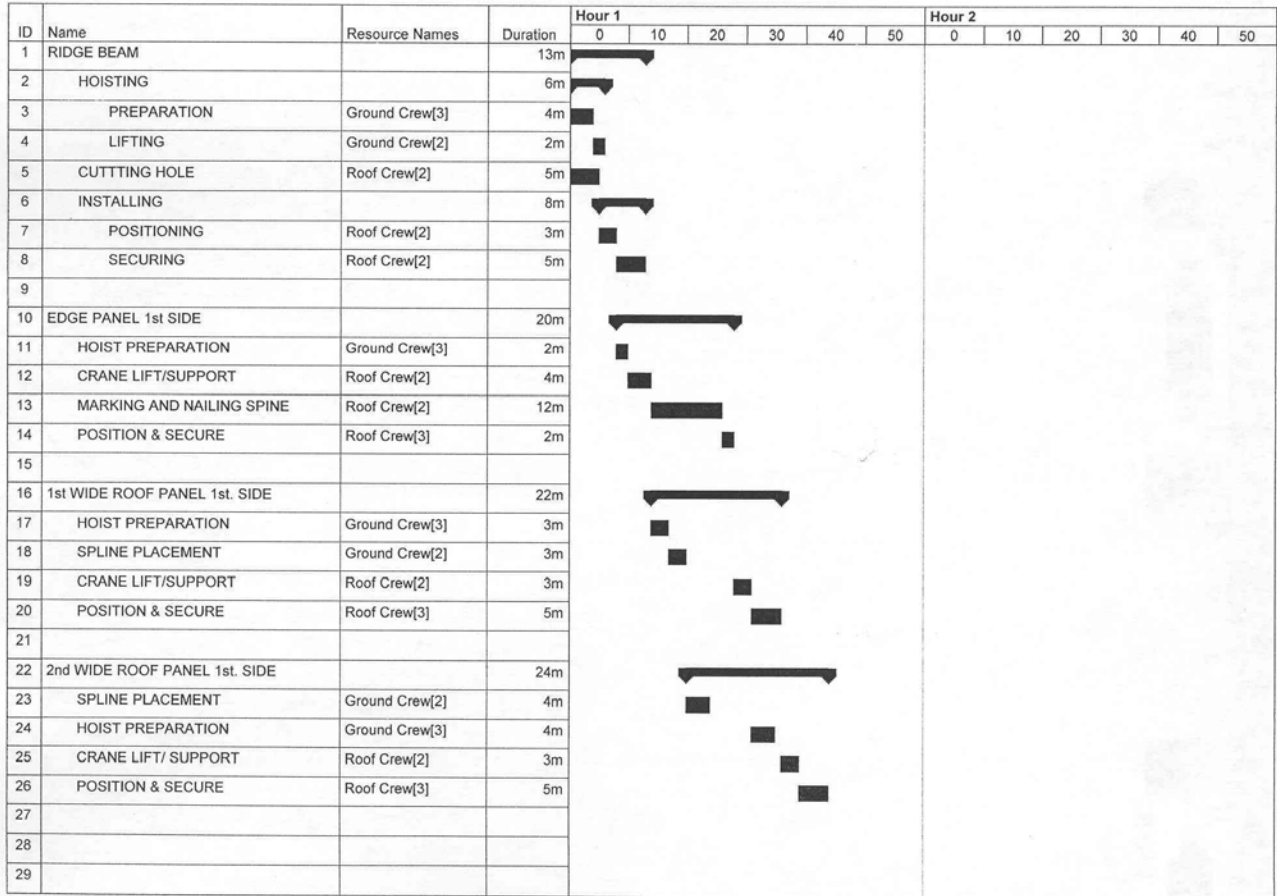 Hour 1 Hour 2
ID Name Resource Names Duration 0 10 20 30 40 50 0 10 20 30 40 50
1 RIDGE BEAM 13m
2 HOISTING 6m
3 PREPARATION Ground Crew[3] 4m
4 LIFTING Ground Crew[2] 2m
5 CUTTTING HOLE Roof Crew[2] 5m
6 INSTALLING 8m
7 POSITIONING Roof Crew[2] 3m
8 SECURING Roof Crew[2] 5m
9
10 EDGE PANEL 1st SIDE 20m
11 HOIST PREPARATION Ground Crew[3] 2m
12 CRANE LIFT/SUPPORT Roof Crew[2] 4m
13 MARKING AND NAILING SPINE Roof Crew[2] 12m
14 POSITION & SECURE Roof Crew[3] 2m
15
16 1st WIDE ROOF PANEL 1st. SIDE 22m
17 HOIST PREPARATION Ground Crew[3] 3m
18 SPLINE PLACEMENT Ground Crew[2] 3m
19 CRANE LIFT/SUPPORT Roof Crew[2] 3m
20 POSITION & SECURE Roof Crew[3] 5m
21
22 2nd WIDE ROOF PANEL 1st. SIDE 24m
23 SPLINE PLACEMENT Ground Crew[2] 4m
24 HOIST PREPARATION Ground Crew[3] 4m
25 CRANE LIFT/ SUPPORT Roof Crew[2] 3m
26 POSITION & SECURE Roof Crew[3] 5m
27
28
29